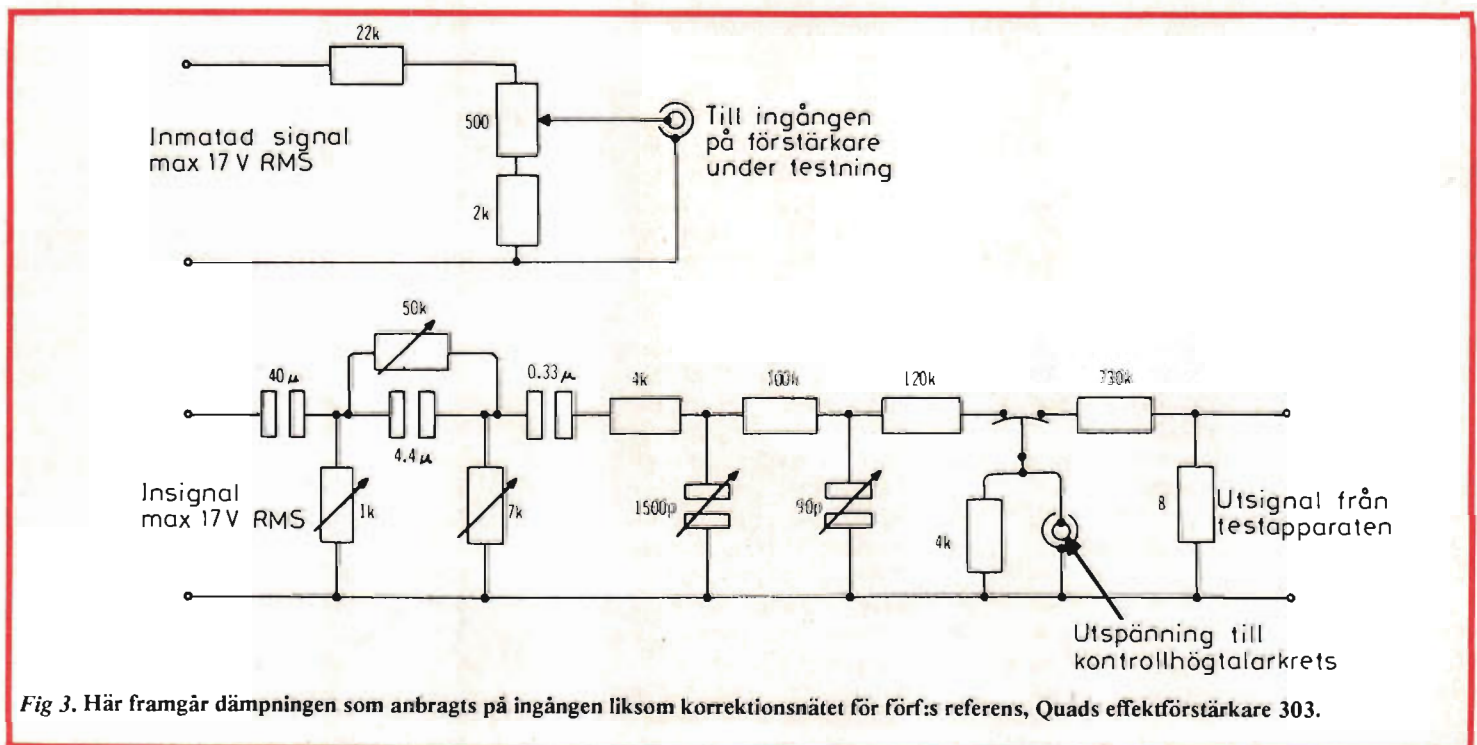 22k
500
2k
Inmatad signal
max 17 V RMS
Till ingången
på förstärkare
under testning
50k
40 µ
4.4 µ
0.33 µ
4k
100k
120k
330k
1k
7k
1500p
90p
4k
8
Insignal
max 17 V RMS
Utsignal från
testapparaten
Utspänning till
kontrollhögtalarkrets
Fig 3. Här framgår dämpningen som anbragts på ingången liksom korrektionsnätet för förf:s referens, Quads effektförstärkare 303.